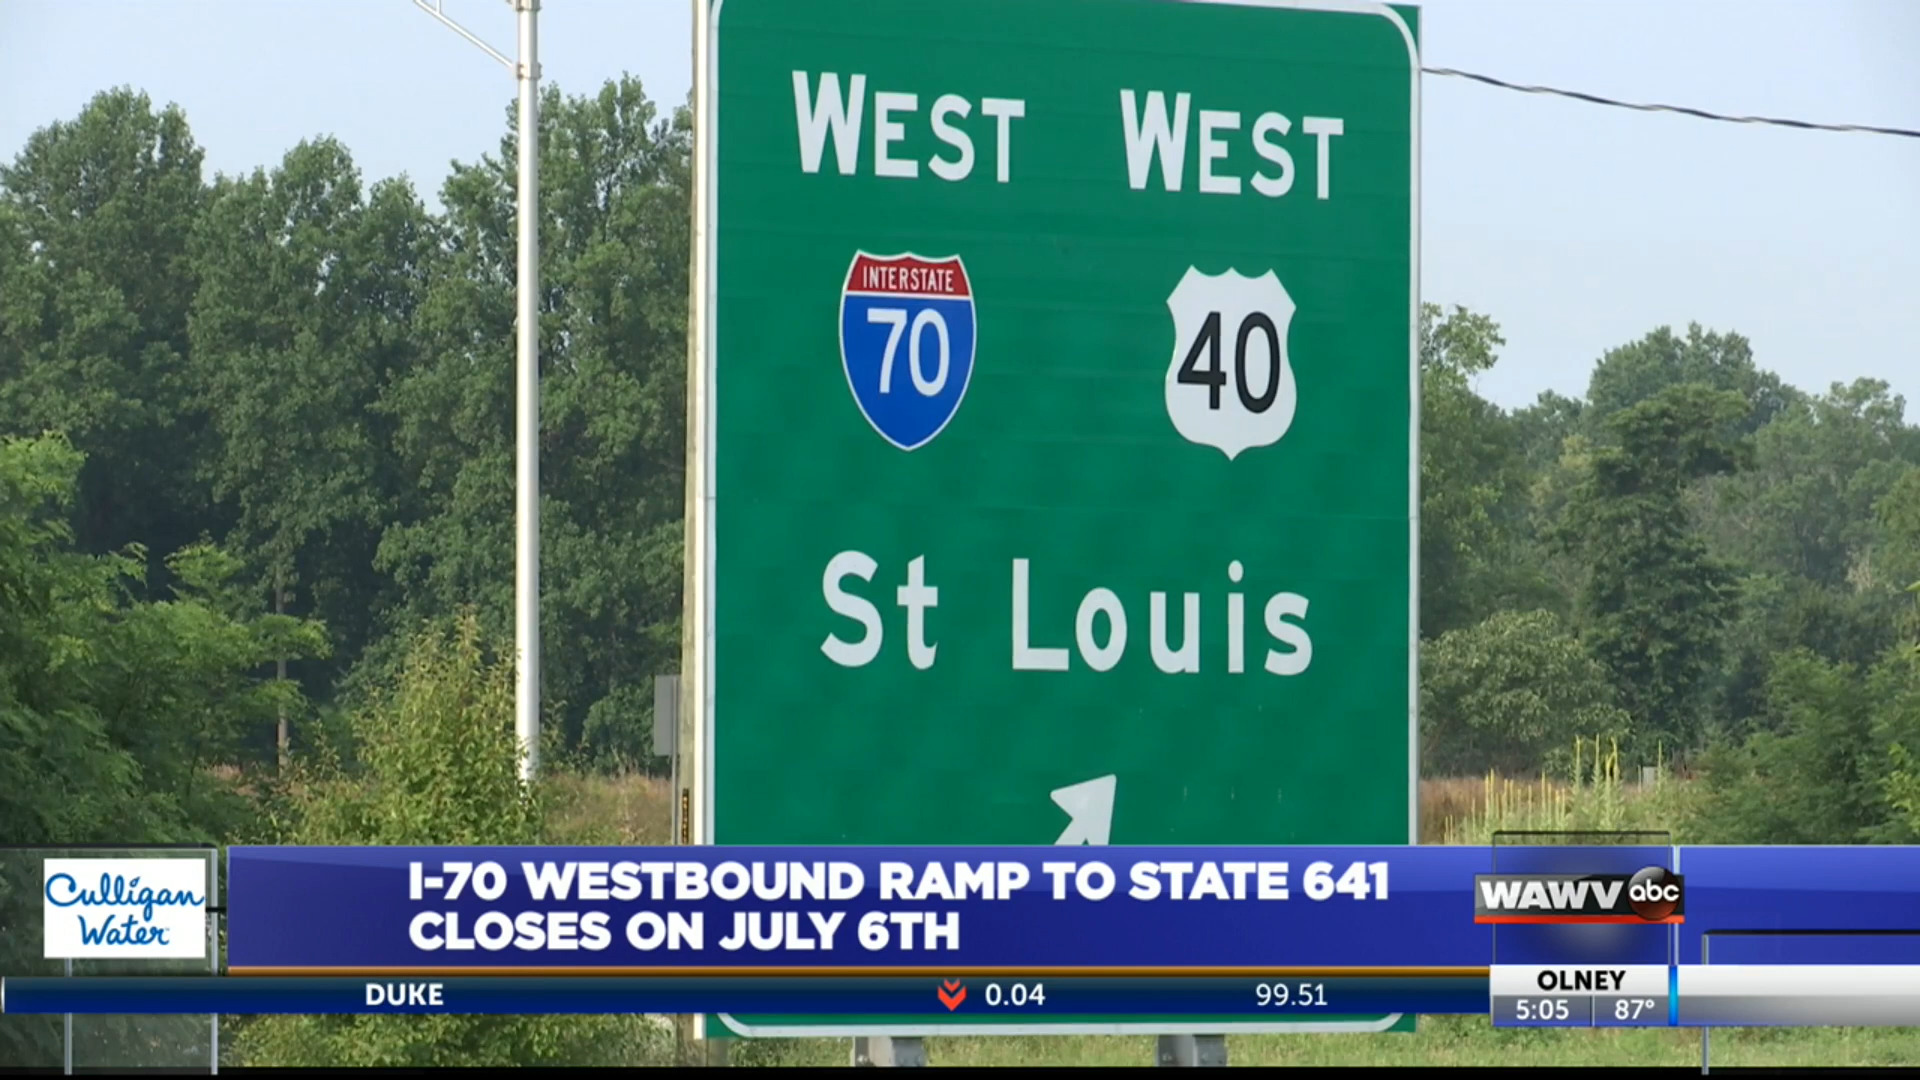 WEST WEST
INTERSTATE
70
40
St Louis
Culligan
Water
I-70 WESTBOUND RAMP TO STATE 641
CLOSES ON JULY 6TH
WAWV abc
DUKE 0.04 99.51
OLNEY
5:05 87°